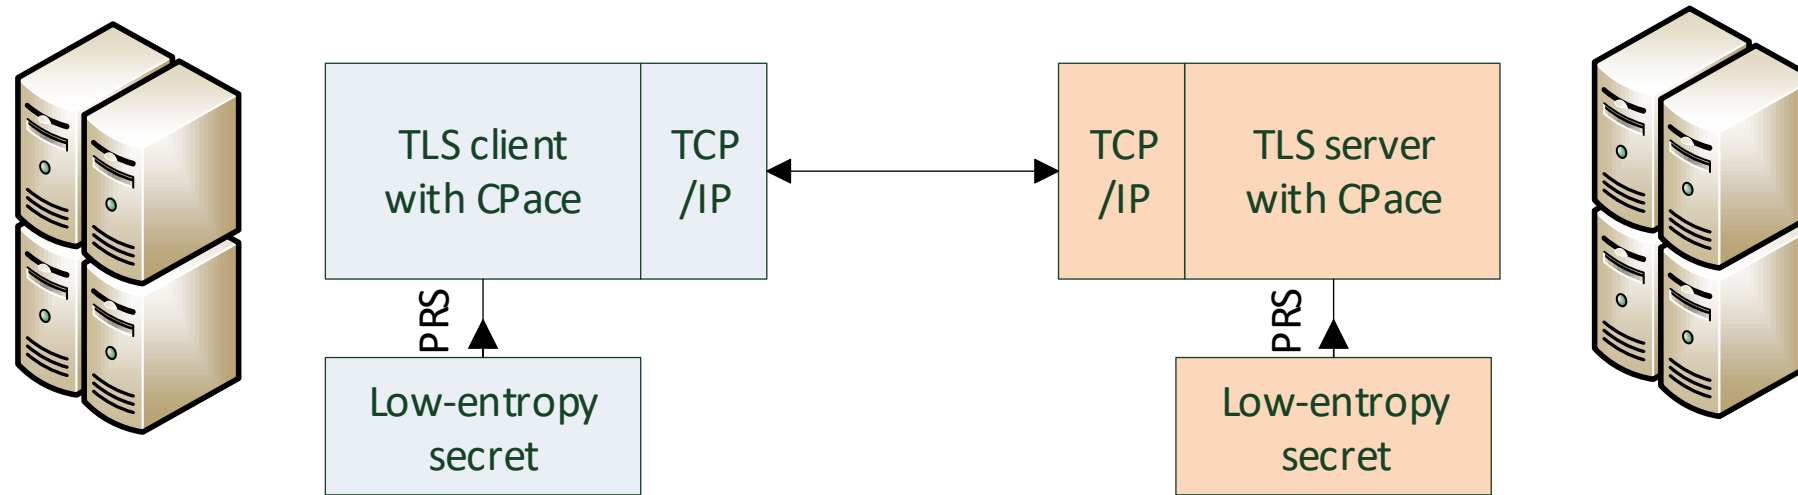 TLS client
with CPace
TCP
/IP
TCP
/IP
TLS server
with CPace
PRS
PRS
Low-entropy
secret
Low-entropy
secret